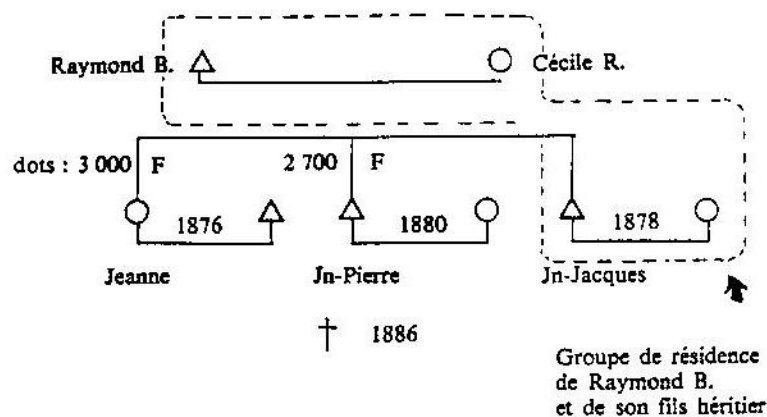 Raymond B. Cécile R.
dots : 3 000 F 2 700 F
1876 1880 1878
Jeanne Jn-Pierre Jn-Jacques
† 1886
Groupe de résidence
de Raymond B.
et de son fils héritier